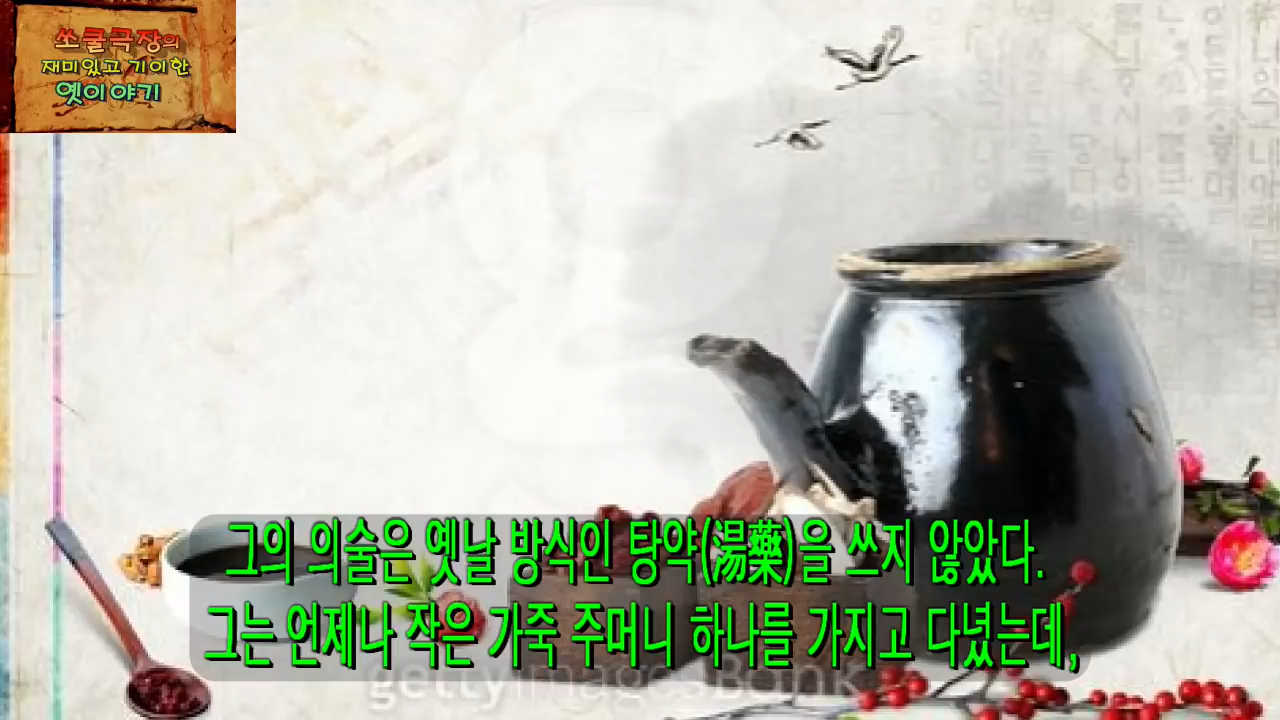 쏘쿨극장의
재미있고 기이한
옛이야기
그의 의술은 옛날 방식인 탕약(湯藥)을 쓰지 않았다.
그는 언제나 작은 가죽 주머니 하나를 가지고 다녔는데,
gettyimagesBank